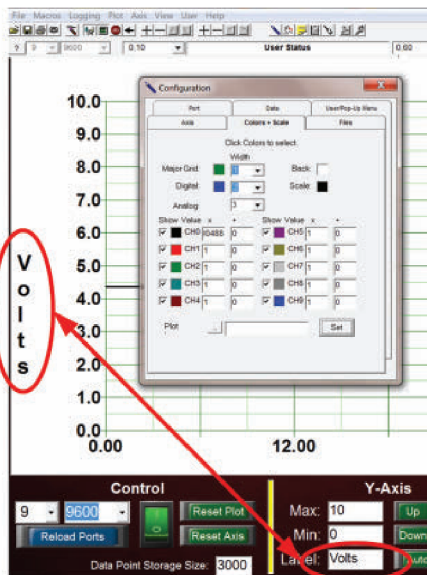 File Macros Logging Plot Axis View User Help
? 9 9600 0,10 User Status 0,00
Configuration
Port Data User/Pop-Up Menu
Axis Colors + Scale Files
Click Colors to select.
Width
Major Grid: Back:
Digital: Scale:
Analog: 3
Show Value x + Show Value x +
CH0 0 CH5 1 0
CH1 1 0 CH6 1 0
CH2 1 0 CH7 1 0
CH3 1 0 CH8 1 0
CH4 1 0 CH9 1 0
Plot ... Set
10.0
9.0
8.0
7.0
6.0
5.0
4.0
3.0
2.0
1.0
0.0
Volts
0.00 12.00
Control
9 9600 Reset Plot
Reload Ports Reset Axis
Data Point Storage Size: 3000
Y-Axis
Max: 10 Up
Min: 0 Down
Label: Volts Auto